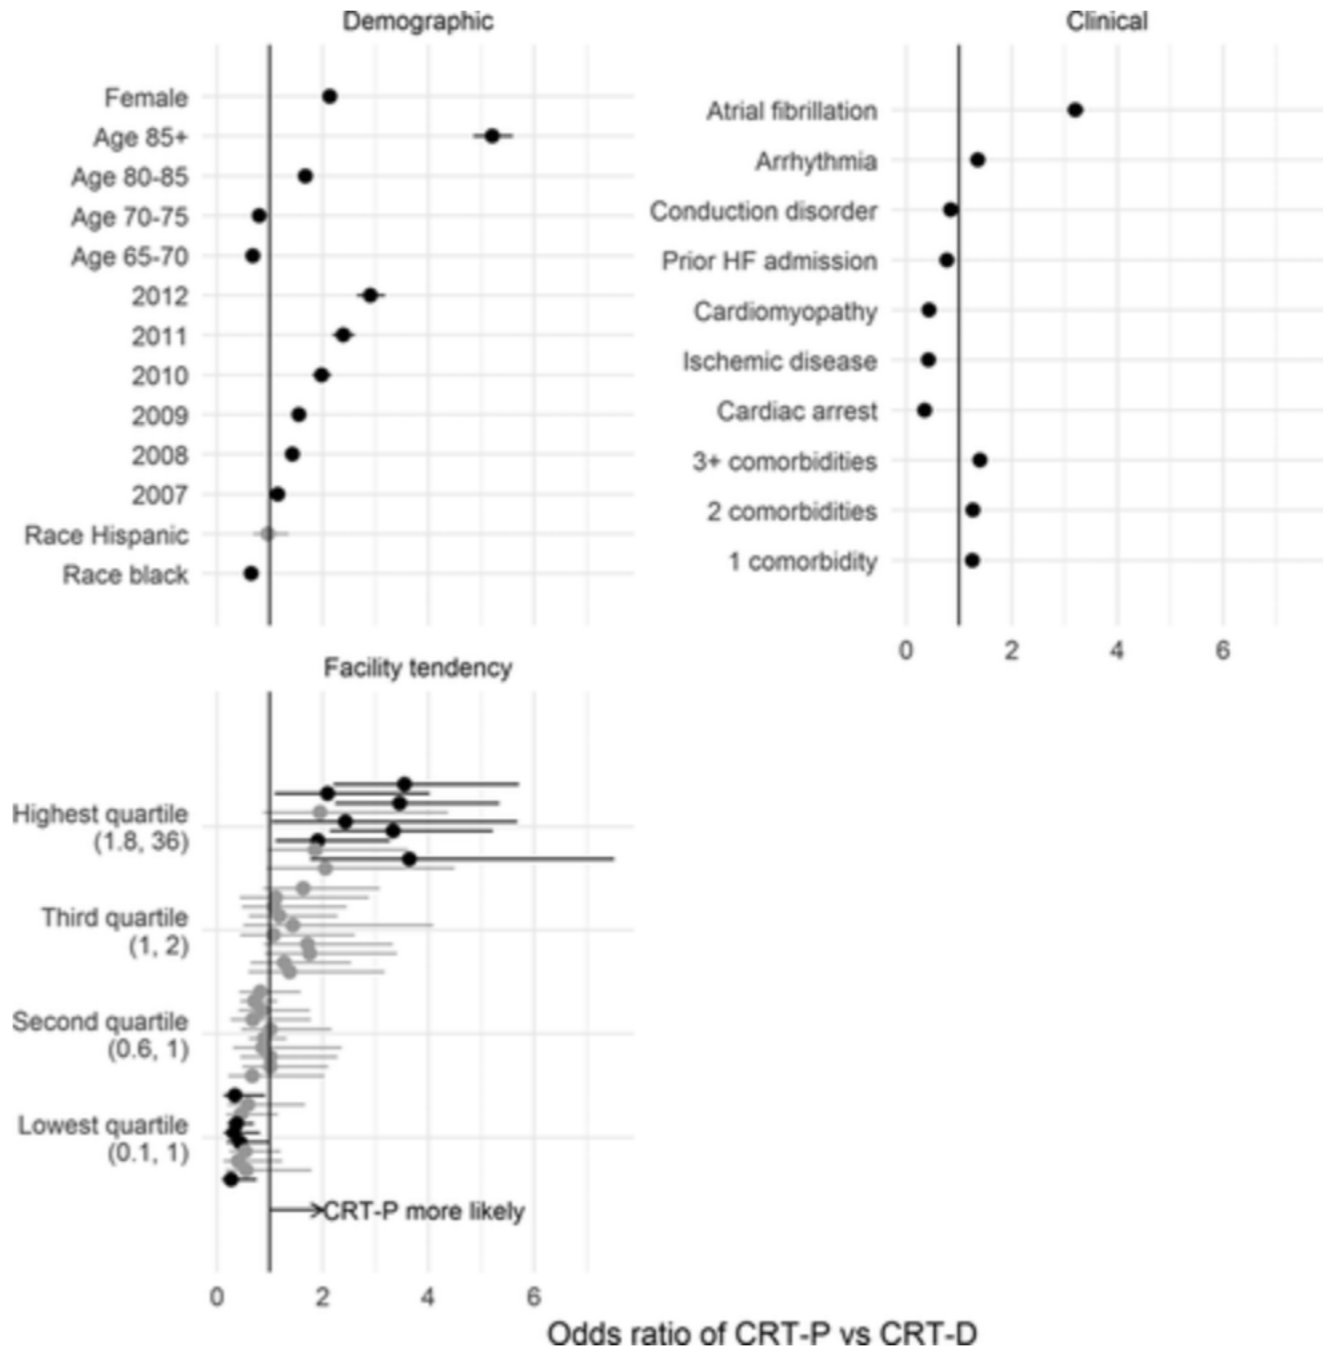 Demographic
Female
Age 85+
Age 80-85
Age 70-75
Age 65-70
2012
2011
2010
2009
2008
2007
Race Hispanic
Race black
Clinical
Atrial fibrillation
Arrhythmia
Conduction disorder
Prior HF admission
Cardiomyopathy
Ischemic disease
Cardiac arrest
3+ comorbidities
2 comorbidities
1 comorbidity
0 2 4 6
Facility tendency
Highest quartile
(1.8, 36)
Third quartile
(1, 2)
Second quartile
(0.6, 1)
Lowest quartile
(0.1, 1)
CRT-P more likely
0 2 4 6
Odds ratio of CRT-P vs CRT-D